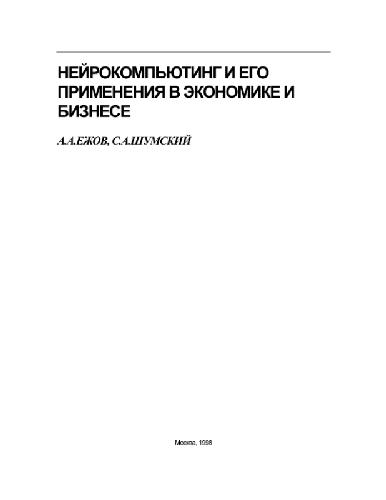 НЕЙРОКОМПЬЮТИНГ И ЕГО
ПРИМЕНЕНИЯ В ЭКОНОМИКЕ И
БИЗНЕСЕ
А.А.ЕЖОВ, С.А.ШУМСКИЙ
Москва, 1998